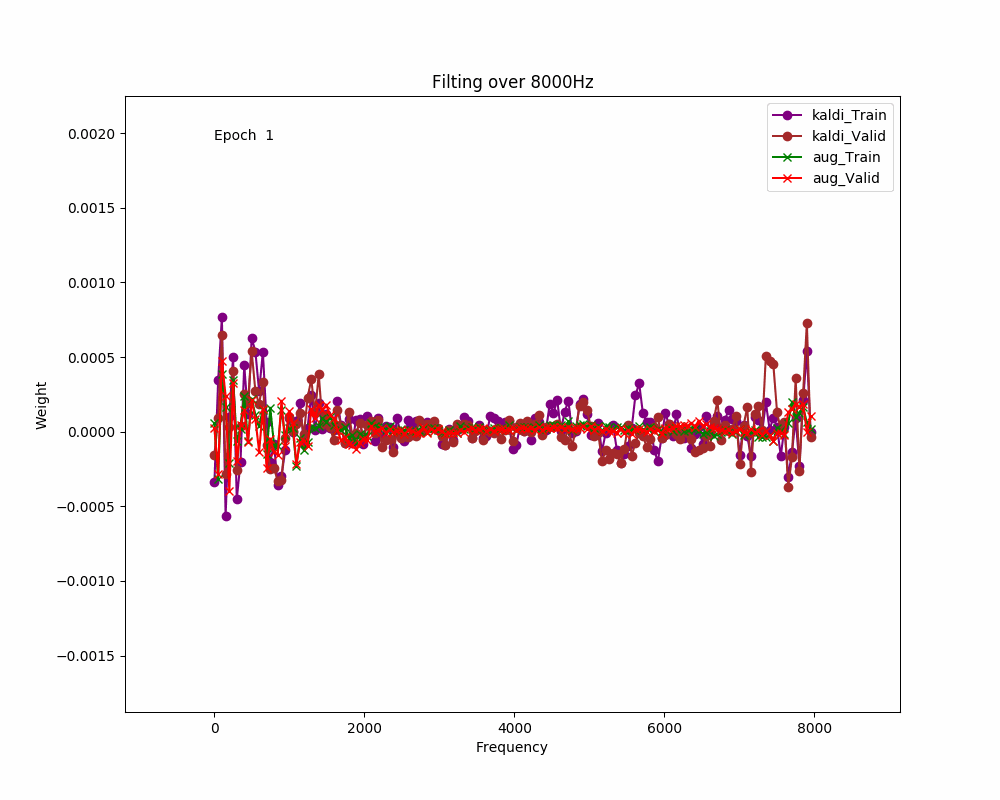 Filting over 8000Hz
Epoch  1
kaldi_Train
kaldi_Valid
aug_Train
aug_Valid
Weight
0.0020
0.0015
0.0010
0.0005
0.0000
−0.0005
−0.0010
−0.0015
0
2000
4000
6000
8000
Frequency